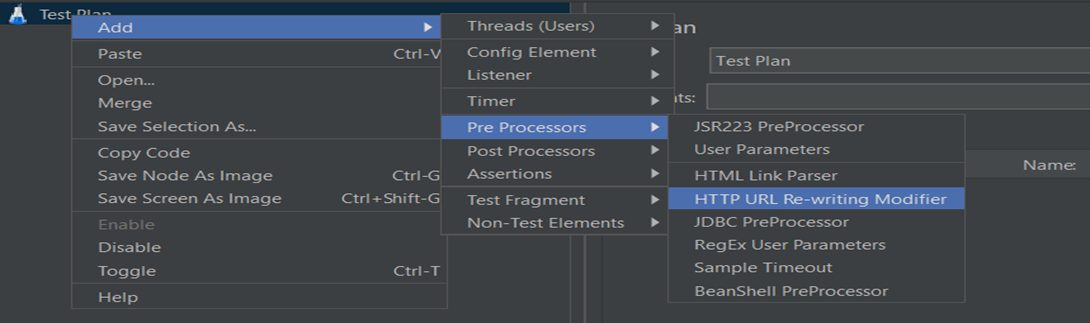 Test Plan
Add
Paste Ctrl-V
Open...
Merge
Save Selection As...
Copy Code
Save Node As Image Ctrl-G
Save Screen As Image Ctrl+Shift-G
Enable
Disable
Toggle Ctrl-T
Help
Threads (Users)
Config Element
Listener
Timer
Pre Processors
Post Processors
Assertions
Test Fragment
Non-Test Elements
JSR223 PreProcessor
User Parameters
HTML Link Parser
HTTP URL Re-writing Modifier
JDBC PreProcessor
RegEx User Parameters
Sample Timeout
BeanShell PreProcessor
Test Plan
Name: